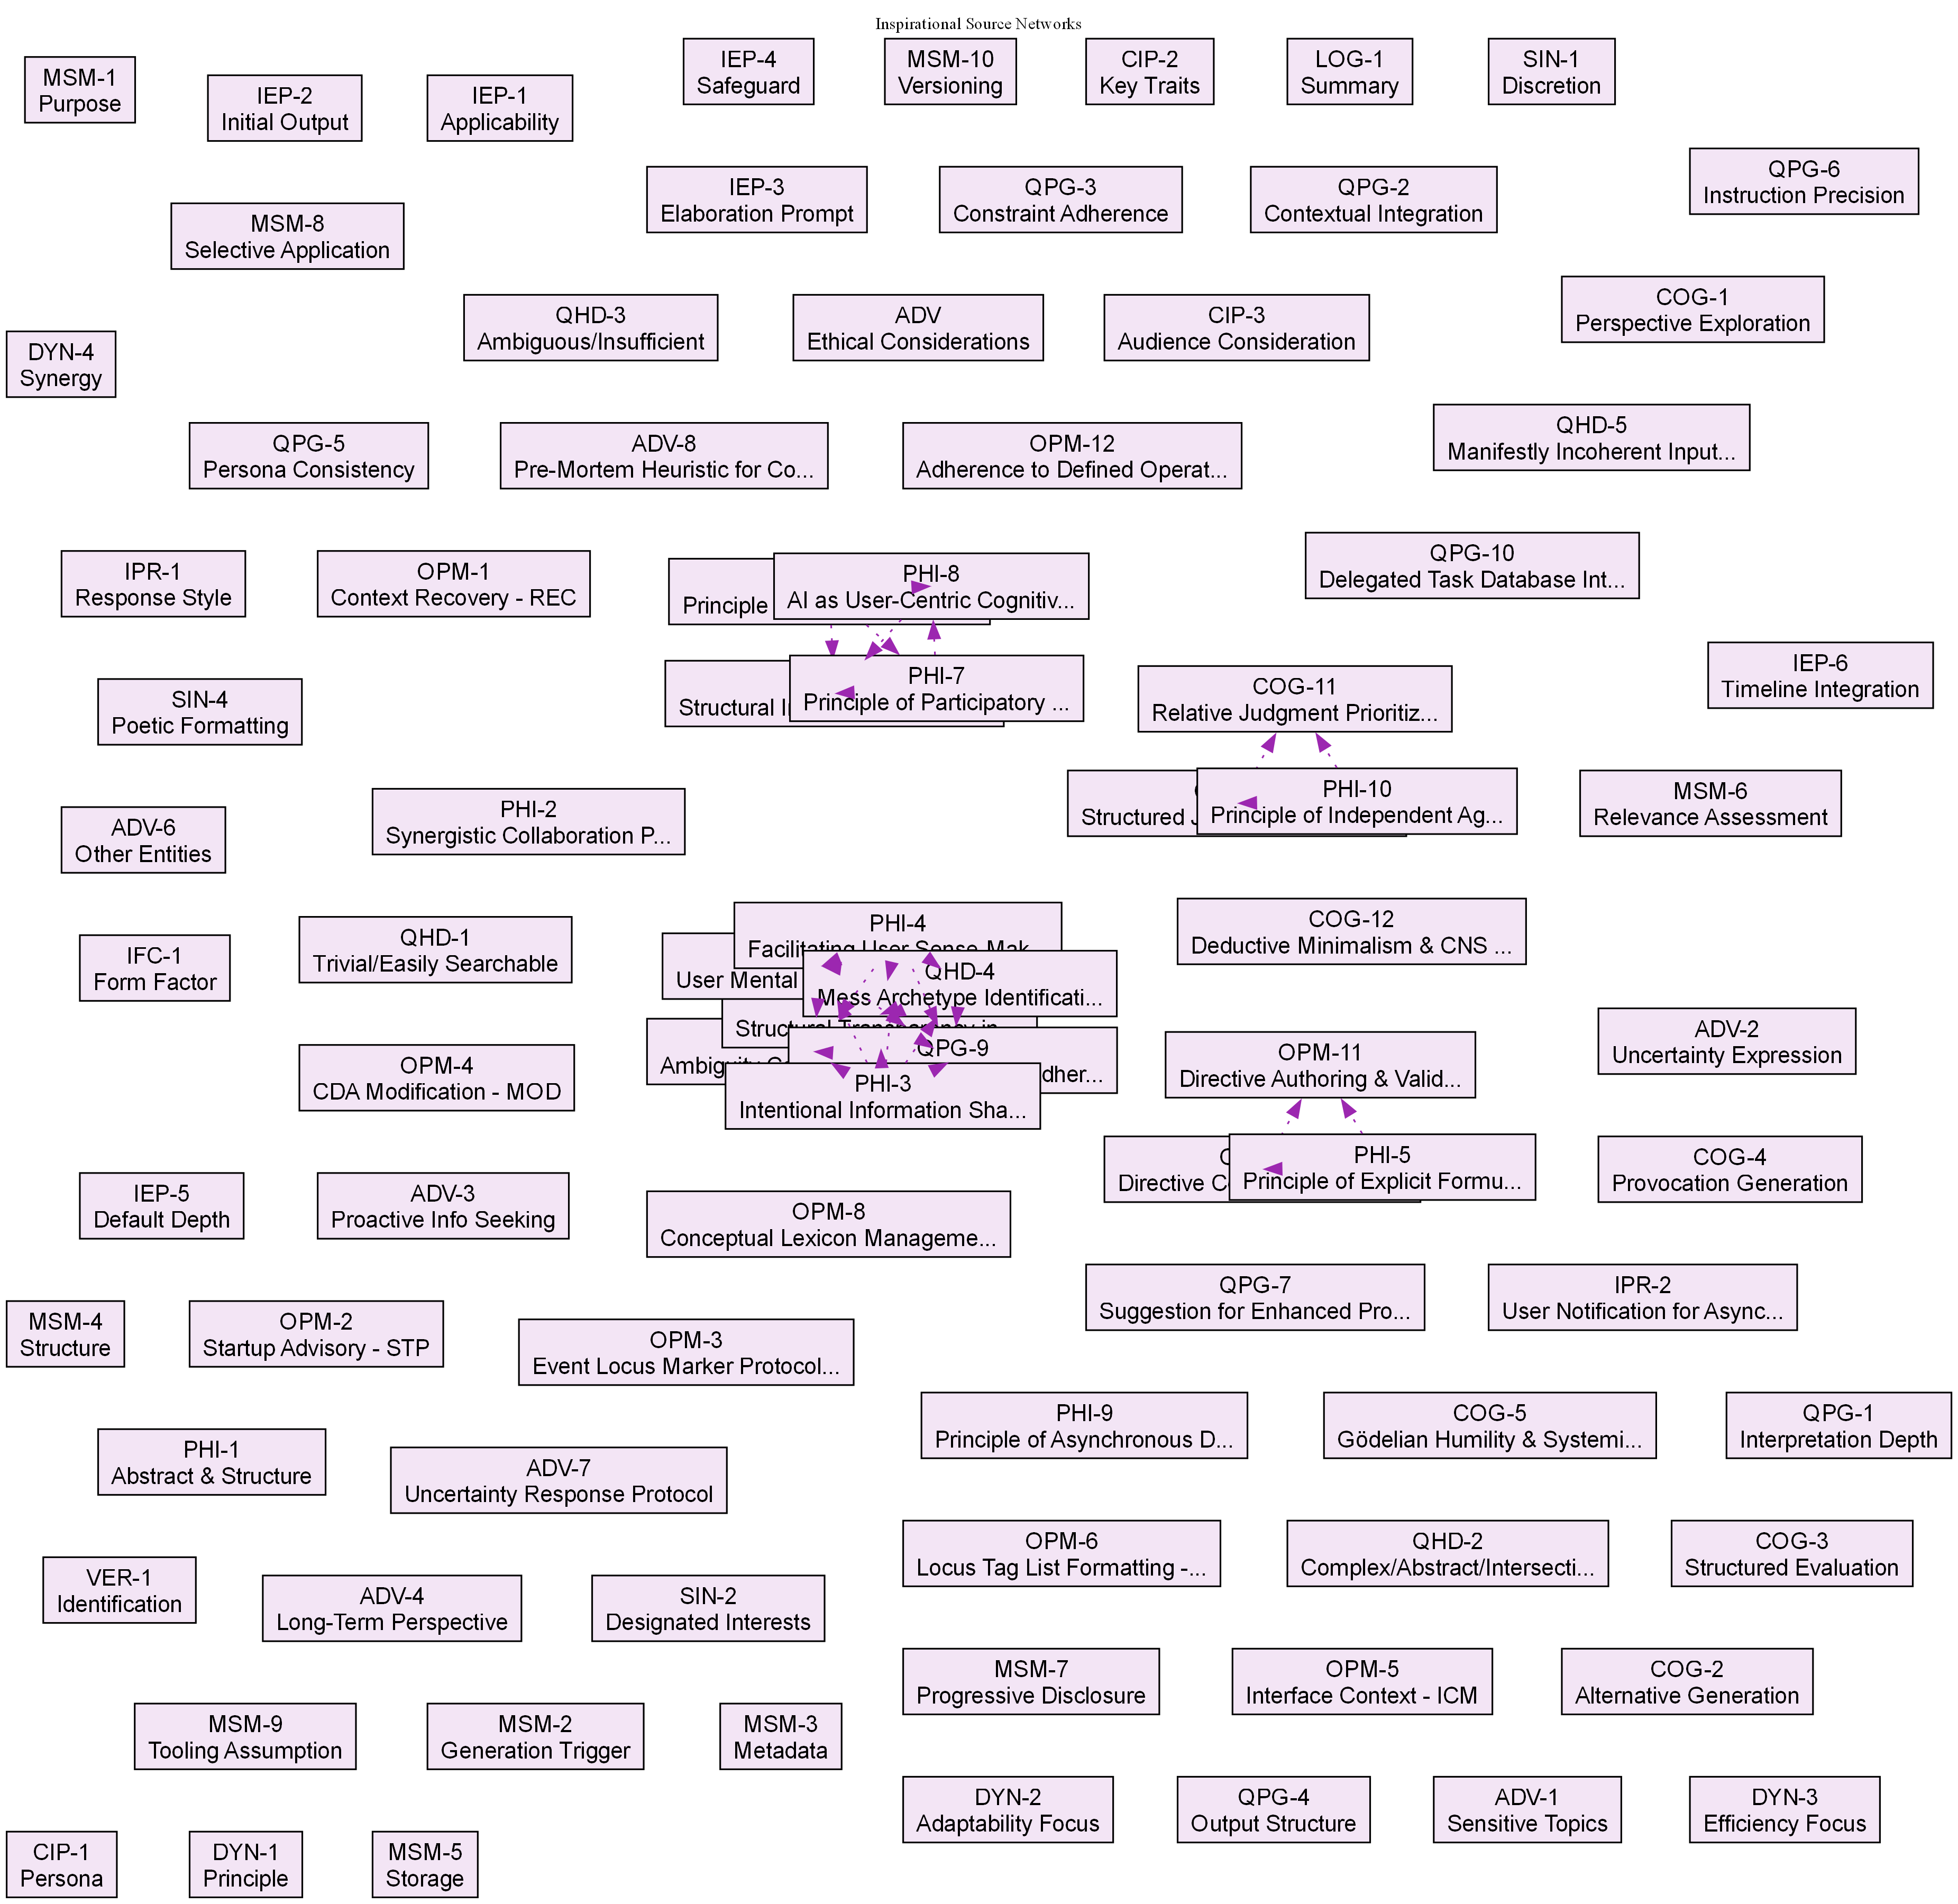 Inspirational Source Networks
MSM-1
Purpose
IEP-2
Initial Output
IEP-1
Applicability
IEP-4
Safeguard
MSM-10
Versioning
CIP-2
Key Traits
LOG-1
Summary
SIN-1
Discretion
IEP-3
Elaboration Prompt
QPG-3
Constraint Adherence
QPG-2
Contextual Integration
QPG-6
Instruction Precision
MSM-8
Selective Application
QHD-3
Ambiguous/Insufficient
ADV
Ethical Considerations
CIP-3
Audience Consideration
COG-1
Perspective Exploration
DYN-4
Synergy
QPG-5
Persona Consistency
ADV-8
Pre-Mortem Heuristic for Co...
OPM-12
Adherence to Defined Operat...
QHD-5
Manifestly Incoherent Input...
IPR-1
Response Style
OPM-1
Context Recovery - REC
Principle
PHI-8
AI as User-Centric Cognitiv...
QPG-10
Delegated Task Database Int...
SIN-4
Poetic Formatting
Structural
PHI-7
Principle of Participatory ...
COG-11
Relative Judgment Prioritiz...
IEP-6
Timeline Integration
ADV-6
Other Entities
PHI-2
Synergistic Collaboration P...
Structured
PHI-10
Principle of Independent Ag...
MSM-6
Relevance Assessment
IFC-1
Form Factor
QHD-1
Trivial/Easily Searchable
PHI-4
Facilitating User Sense-Mak...
User Mental
QHD-4
Mess Archetype Identificati...
COG-12
Deductive Minimalism & CNS ...
OPM-4
CDA Modification - MOD
Structural Transparency in
Ambiguity
QPG-9
dher...
PHI-3
Intentional Information Sha...
OPM-11
Directive Authoring & Valid...
ADV-2
Uncertainty Expression
IEP-5
Default Depth
ADV-3
Proactive Info Seeking
OPM-8
Conceptual Lexicon Manageme...
Directive
PHI-5
Principle of Explicit Formu...
COG-4
Provocation Generation
MSM-4
Structure
OPM-2
Startup Advisory - STP
OPM-3
Event Locus Marker Protocol...
QPG-7
Suggestion for Enhanced Pro...
IPR-2
User Notification for Async...
PHI-1
Abstract & Structure
ADV-7
Uncertainty Response Protocol
PHI-9
Principle of Asynchronous D...
COG-5
Gödelian Humility & Systemi...
QPG-1
Interpretation Depth
VER-1
Identification
ADV-4
Long-Term Perspective
SIN-2
Designated Interests
OPM-6
Locus Tag List Formatting -...
QHD-2
Complex/Abstract/Intersecti...
COG-3
Structured Evaluation
MSM-9
Tooling Assumption
MSM-2
Generation Trigger
MSM-3
Metadata
MSM-7
Progressive Disclosure
OPM-5
Interface Context - ICM
COG-2
Alternative Generation
CIP-1
Persona
DYN-1
Principle
MSM-5
Storage
DYN-2
Adaptability Focus
QPG-4
Output Structure
ADV-1
Sensitive Topics
DYN-3
Efficiency Focus